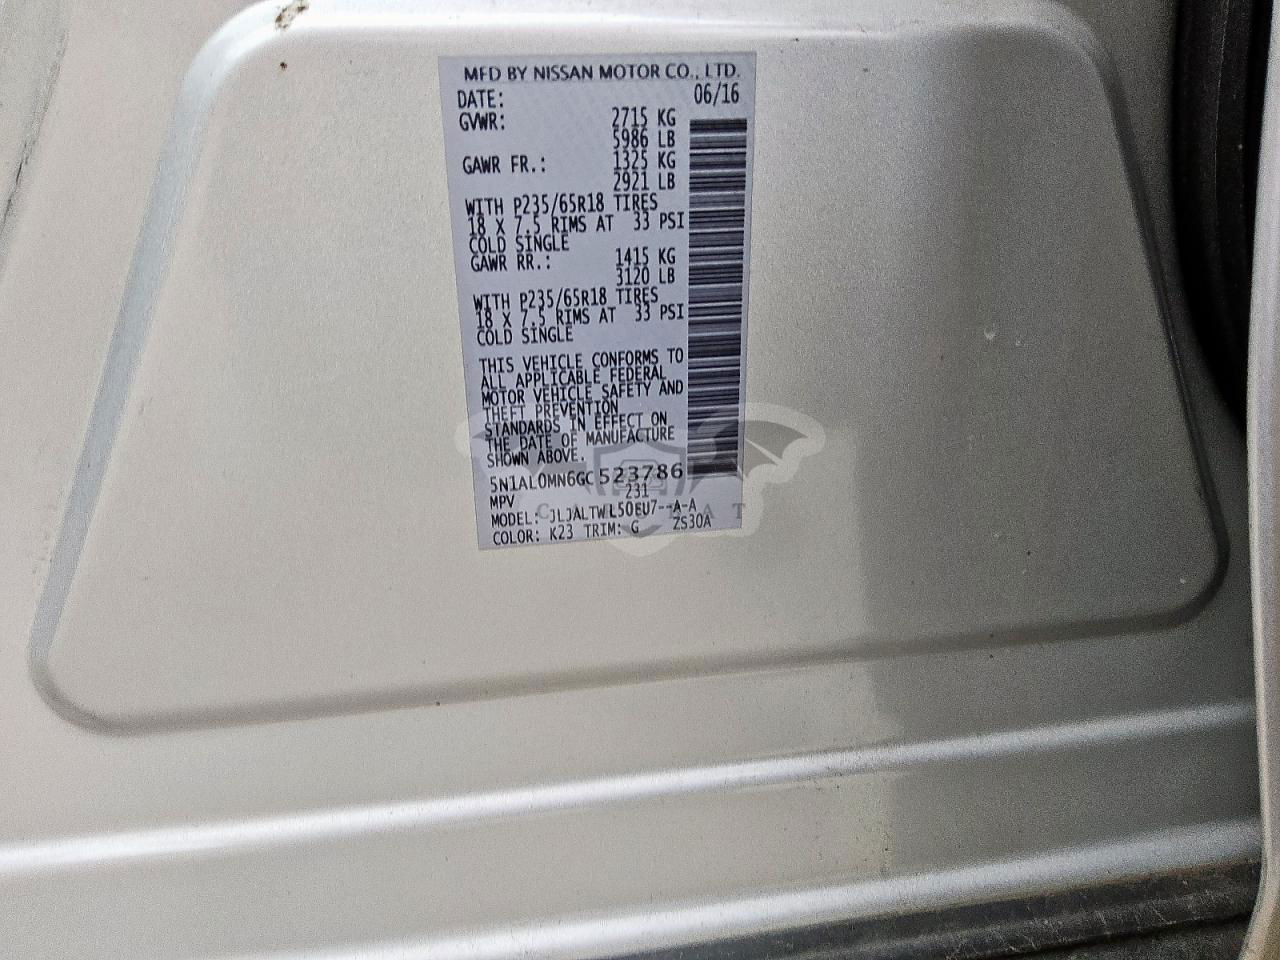 MFD BY NISSAN MOTOR CO., LTD.
DATE: 06/16
GVWR: 2715 KG
5986 LB
GAWR FR.: 1325 KG
2921 LB
WITH P235/65R18 TIRES
18 X 7.5 RIMS AT 33 PSI
COLD SINGLE
GAWR RR.: 1415 KG
3120 LB
WITH P235/65R18 TIRES
18 X 7.5 RIMS AT 33 PSI
COLD SINGLE
THIS VEHICLE CONFORMS TO
ALL APPLICABLE FEDERAL
MOTOR VEHICLE SAFETY AND
THEFT PREVENTION
STANDARDS IN EFFECT ON
THE DATE OF MANUFACTURE
SHOWN ABOVE.
5N1AL0MN6GC523786
MPV 231
MODEL: JLJALTWL50EU7--A-A
COLOR: K23 TRIM: G ZS30A